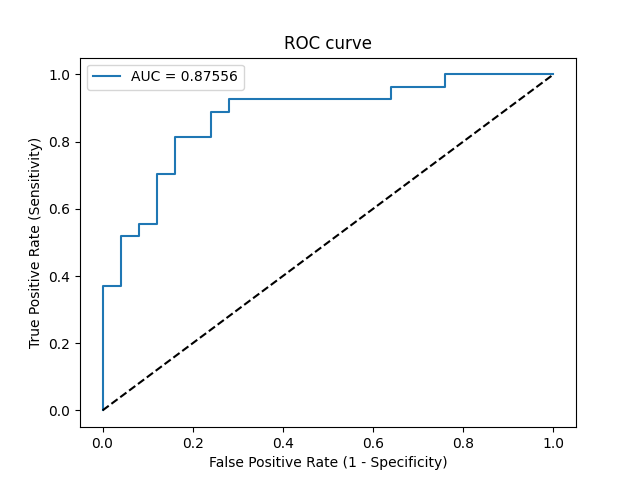 ROC curve
AUC = 0.87556
True Positive Rate (Sensitivity)
1.0
0.8
0.6
0.4
0.2
0.0
0.0 0.2 0.4 0.6 0.8 1.0
False Positive Rate (1 - Specificity)